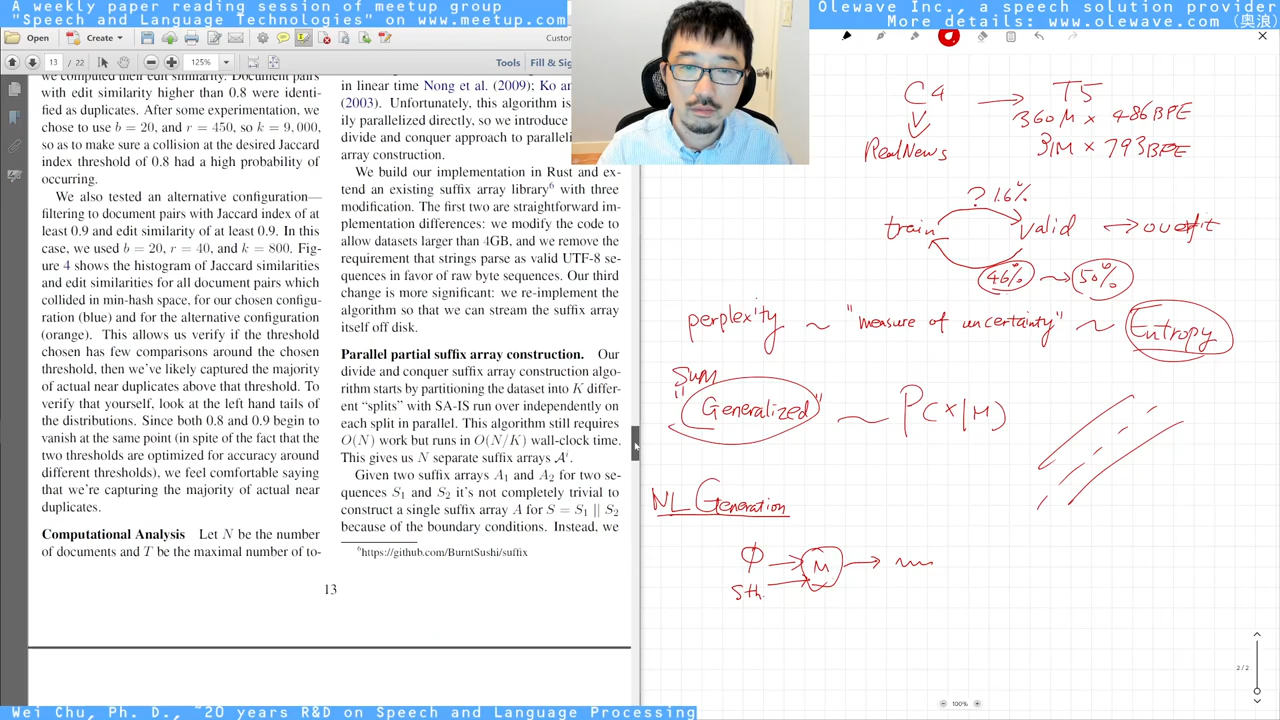 A weekly paper reading session of meetup group
"Speech and Language Technologies" @ www.meetup.com
Olewave Inc., a speech solution provider
More details: www.olewave.com (奥浪)
Open
Create
Custom
13 / 22
125%
Tools
Fill & Sign
we computed their edit similarity. Document pairs
with edit similarity higher than 0.8 were identi-
fied as duplicates. After some experimentation, we
chose to use b = 20, and r = 450, so k = 9,000,
so as to make sure a collision at the desired Jaccard
index threshold of 0.8 had a high probability of
occurring.
We also tested an alternative configuration—
filtering to document pairs with Jaccard index of at
least 0.9 and edit similarity of at least 0.9. In this
case, we used b = 20, r = 40, and k = 800. Fig-
ure 4 shows the histogram of Jaccard similarities
and edit similarities for all document pairs which
collided in min-hash space, for our chosen configu-
ration (blue) and for the alternative configuration
(orange). This allows us verify if the threshold
chosen has few comparisons around the chosen
threshold, then we've likely captured the majority
of actual near duplicates above that threshold. To
verify that yourself, look at the left hand tails of
the distributions. Since both 0.8 and 0.9 begin to
vanish at the same point (in spite of the fact that the
two thresholds are optimized for accuracy around
different thresholds), we feel comfortable saying
that we're capturing the majority of actual near
duplicates.
Computational Analysis Let N be the number
of documents and T be the maximal number of to-
in linear time Nong et al. (2009); Ko an
(2003). Unfortunately, this algorithm is
ily parallelized directly, so we introduce
divide and conquer approach to paralleli
array construction.
We build our implementation in Rust and ex-
tend an existing suffix array library6 with three
modification. The first two are straightforward im-
plementation differences: we modify the code to
allow datasets larger than 4GB, and we remove the
requirement that strings parse as valid UTF-8 se-
quences in favor of raw byte sequences. Our third
change is more significant: we re-implement the
algorithm so that we can stream the suffix array
itself off disk.
Parallel partial suffix array construction. Our
divide and conquer suffix array construction algo-
rithm starts by partitioning the dataset into K differ-
ent "splits" with SA-IS run over independently on
each split in parallel. This algorithm still requires
O(N) work but runs in O(N/K) wall-clock time.
This gives us N separate suffix arrays Aⁱ.
Given two suffix arrays A1 and A2 for two se-
quences S1 and S2 it's not completely trivial to
construct a single suffix array A for S = S1 || S2
because of the boundary conditions. Instead, we
6https://github.com/BurntSushi/suffix
13
C4 → T5
360M × 486BPE
RealNews 31M × 793BPE
? 1.6%
train valid → overfit
46% → 50%
perplexity ~ "measure of uncertainty" ~ Entropy
Sum
"Generalized" ~ P(X|M)
NL Generation
Φ → M →
Sth.
2/2
100%
Wei Chu, Ph. D., ~20 years R&D on Speech and Language Processing